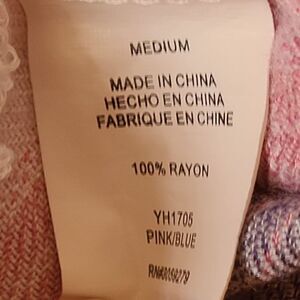 MEDIUM
MADE IN CHINA
HECHO EN CHINA
FABRIQUE EN CHINE
100% RAYON
YH1705
PINK/BLUE